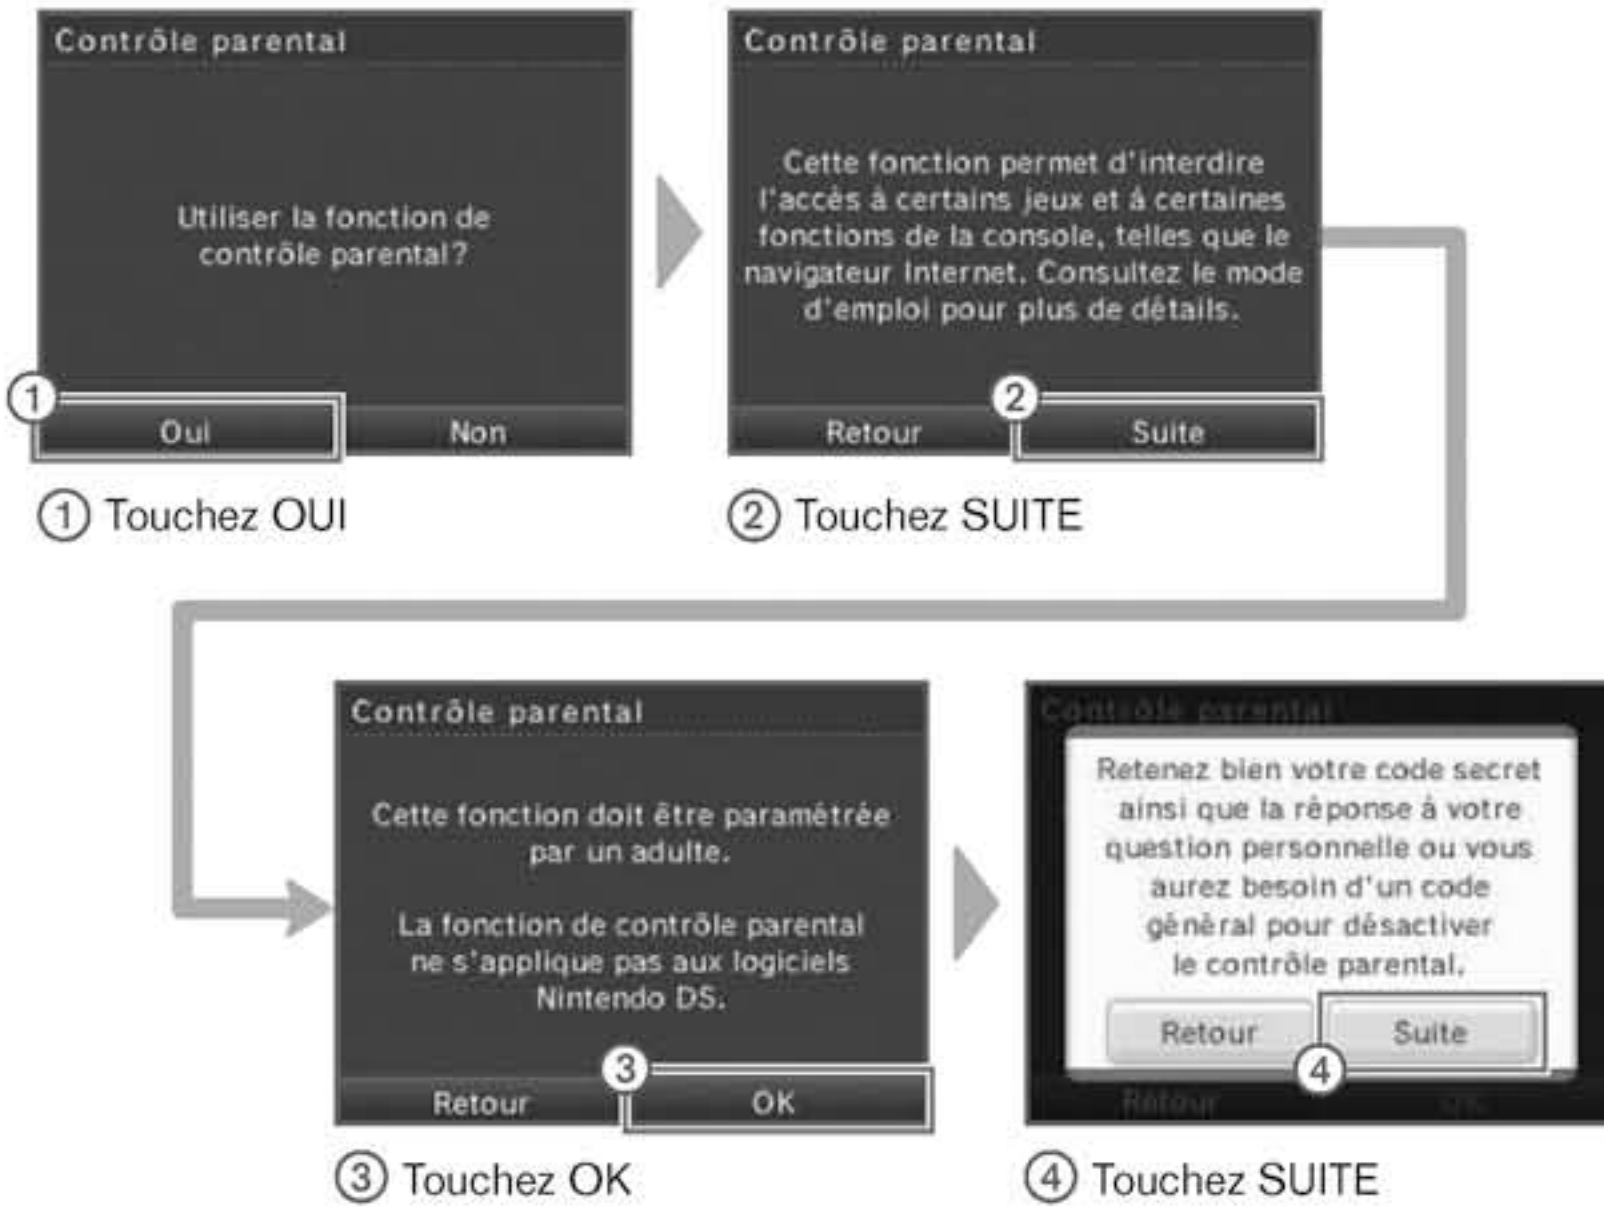 Contrôle parental
Utiliser la fonction de
contrôle parental?
1
Oui
Non
① Touchez OUI
Contrôle parental
Cette fonction permet d'interdire
l'accès à certains jeux et à certaines
fonctions de la console, telles que le
navigateur Internet. Consultez le mode
d'emploi pour plus de détails.
2
Retour
Suite
② Touchez SUITE
Contrôle parental
Cette fonction doit être paramétrée
par un adulte.
La fonction de contrôle parental
ne s'applique pas aux logiciels
Nintendo DS.
3
Retour
OK
③ Touchez OK
Contrôle parental
Retenez bien votre code secret
ainsi que la réponse à votre
question personnelle ou vous
aurez besoin d'un code
général pour désactiver
le contrôle parental.
Retour
Suite
4
Retour
OK
④ Touchez SUITE